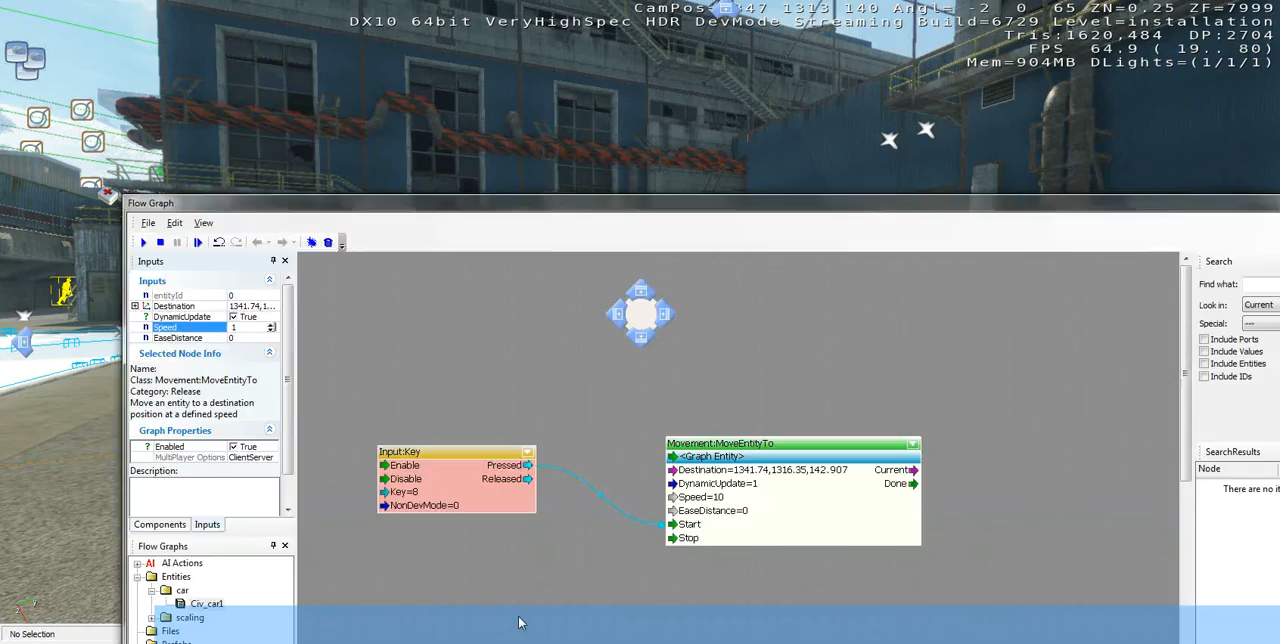 CamPos= 347 1313 140 Angl= -2 0 65 ZN=0.25 ZF=7999
DX10 64bit VeryHighSpec HDR DevMode Streaming Build=6729 Level=installation
Tris:1620,484 DP:2704
FPS 64.9 ( 19.. 80)
Mem=904MB DLights=(1/1/1)
Flow Graph
File Edit View
Inputs
Inputs
entityId 0
Destination 1341.74,1...
DynamicUpdate True
Speed 1
EaseDistance 0
Selected Node Info
Name:
Class: Movement:MoveEntityTo
Category: Release
Move an entity to a destination
position at a defined speed
Graph Properties
Enabled True
MultiPlayer Options ClientServer
Description:
Components Inputs
Flow Graphs
AI Actions
Entities
car
Civ_car1
scaling
Files
No Selection
Input:Key
Enable Pressed
Disable Released
Key=8
NonDevMode=0
Movement:MoveEntityTo
<Graph Entity>
Destination=1341.74,1316.35,142.907 Current
DynamicUpdate=1 Done
Speed=10
EaseDistance=0
Start
Stop
Search
Find what:
Look in: Current
Special: ---
Include Ports
Include Values
Include Entities
Include IDs
SearchResults
Node
There are no it